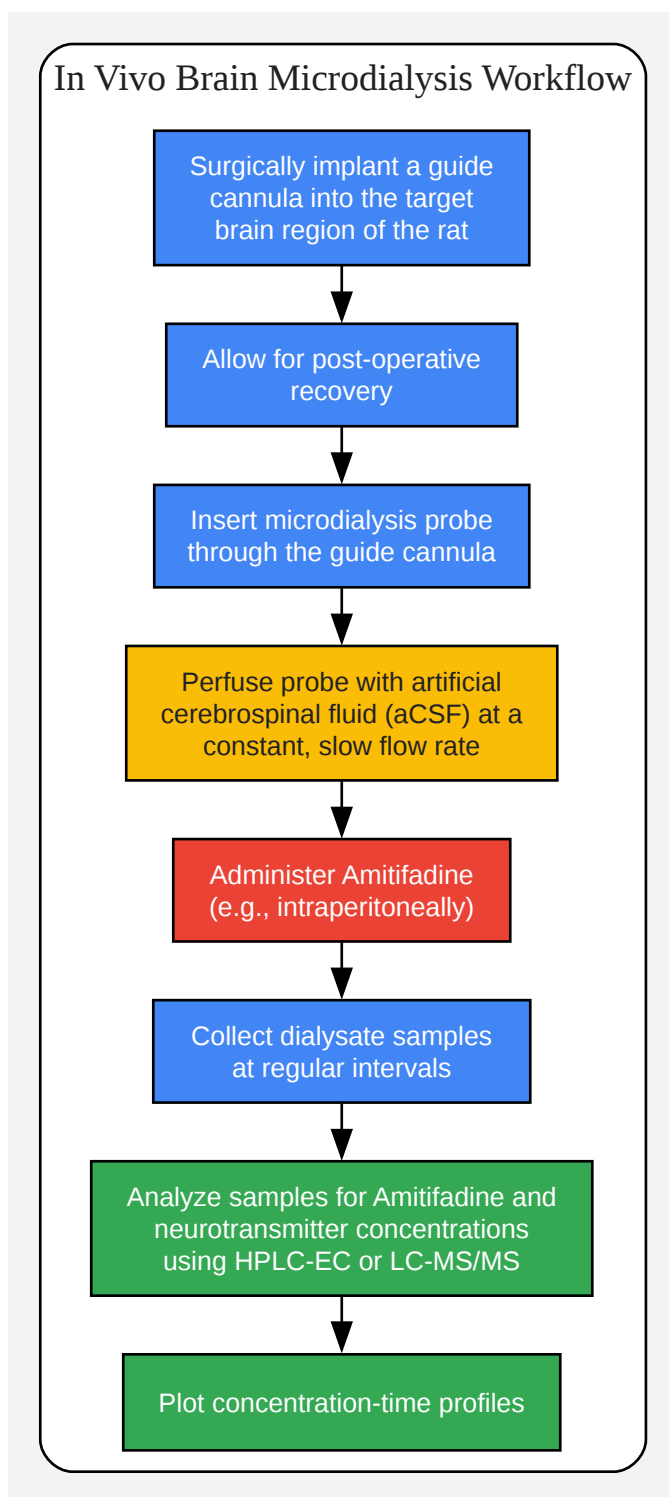 In Vivo Brain Microdialysis Workflow
Surgically implant a guide
cannula into the target
brain region of the rat
Allow for post-operative
recovery
Insert microdialysis probe
through the guide cannula
Perfuse probe with artificial
cerebrospinal fluid (aCSF) at a
constant, slow flow rate
Administer Amitifadine
(e.g., intraperitoneally)
Collect dialysate samples
at regular intervals
Analyze samples for Amitifadine and
neurotransmitter concentrations
using HPLC-EC or LC-MS/MS
Plot concentration-time profiles